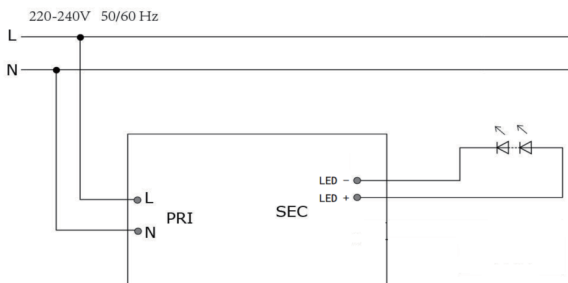 220-240V 50/60 Hz
L
N
LED -
LED +
L
PRI
SEC
N